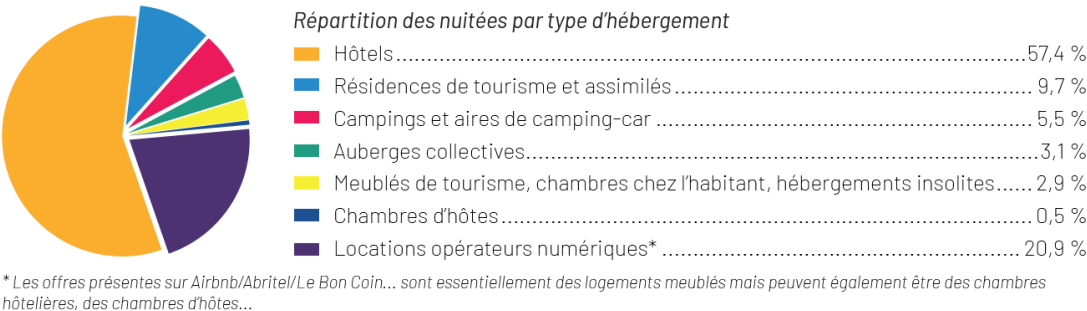 Répartition des nuitées par type d’hébergement
Hôtels.....57,4 %
Résidences de tourisme et assimilés..... 9,7 %
Campings et aires de camping-car ..... 5,5 %
Auberges collectives.....3,1 %
Meublés de tourisme, chambres chez l’habitant, hébergements insolites...... 2,9 %
Chambres d’hôtes..... 0,5 %
Locations opérateurs numériques*..... 20,9 %
* Les offres présentes sur Airbnb/Abritel/Le Bon Coin... sont essentiellement des logements meublés mais peuvent également être des chambres
hôtelières, des chambres d’hôtes...